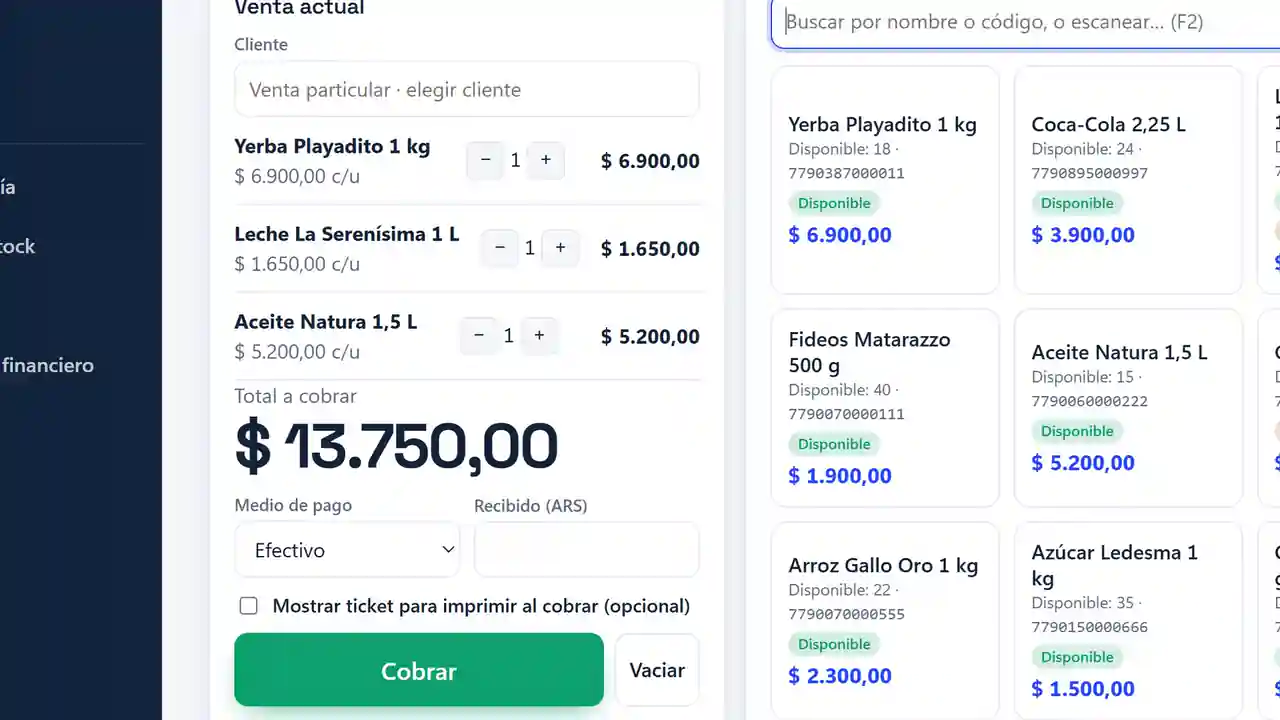 ía
tock
financiero
Venta actual
Cliente
Venta particular · elegir cliente
Yerba Playadito 1 kg
$ 6.900,00 c/u
− 1 +
$ 6.900,00
Leche La Serenísima 1 L
$ 1.650,00 c/u
− 1 +
$ 1.650,00
Aceite Natura 1,5 L
$ 5.200,00 c/u
− 1 +
$ 5.200,00
Total a cobrar
$ 13.750,00
Medio de pago
Recibido (ARS)
Efectivo
Mostrar ticket para imprimir al cobrar (opcional)
Cobrar
Vaciar
Buscar por nombre o código, o escanear... (F2)
Yerba Playadito 1 kg
Disponible: 18 ·
7790387000011
Disponible
$ 6.900,00
Coca-Cola 2,25 L
Disponible: 24 ·
7790895000997
Disponible
$ 3.900,00
Fideos Matarazzo
500 g
Disponible: 40 ·
7790070000111
Disponible
$ 1.900,00
Aceite Natura 1,5 L
Disponible: 15 ·
7790060000222
Disponible
$ 5.200,00
Arroz Gallo Oro 1 kg
Disponible: 22 ·
7790070000555
Disponible
$ 2.300,00
Azúcar Ledesma 1
kg
Disponible: 35 ·
7790150000666
Disponible
$ 1.500,00